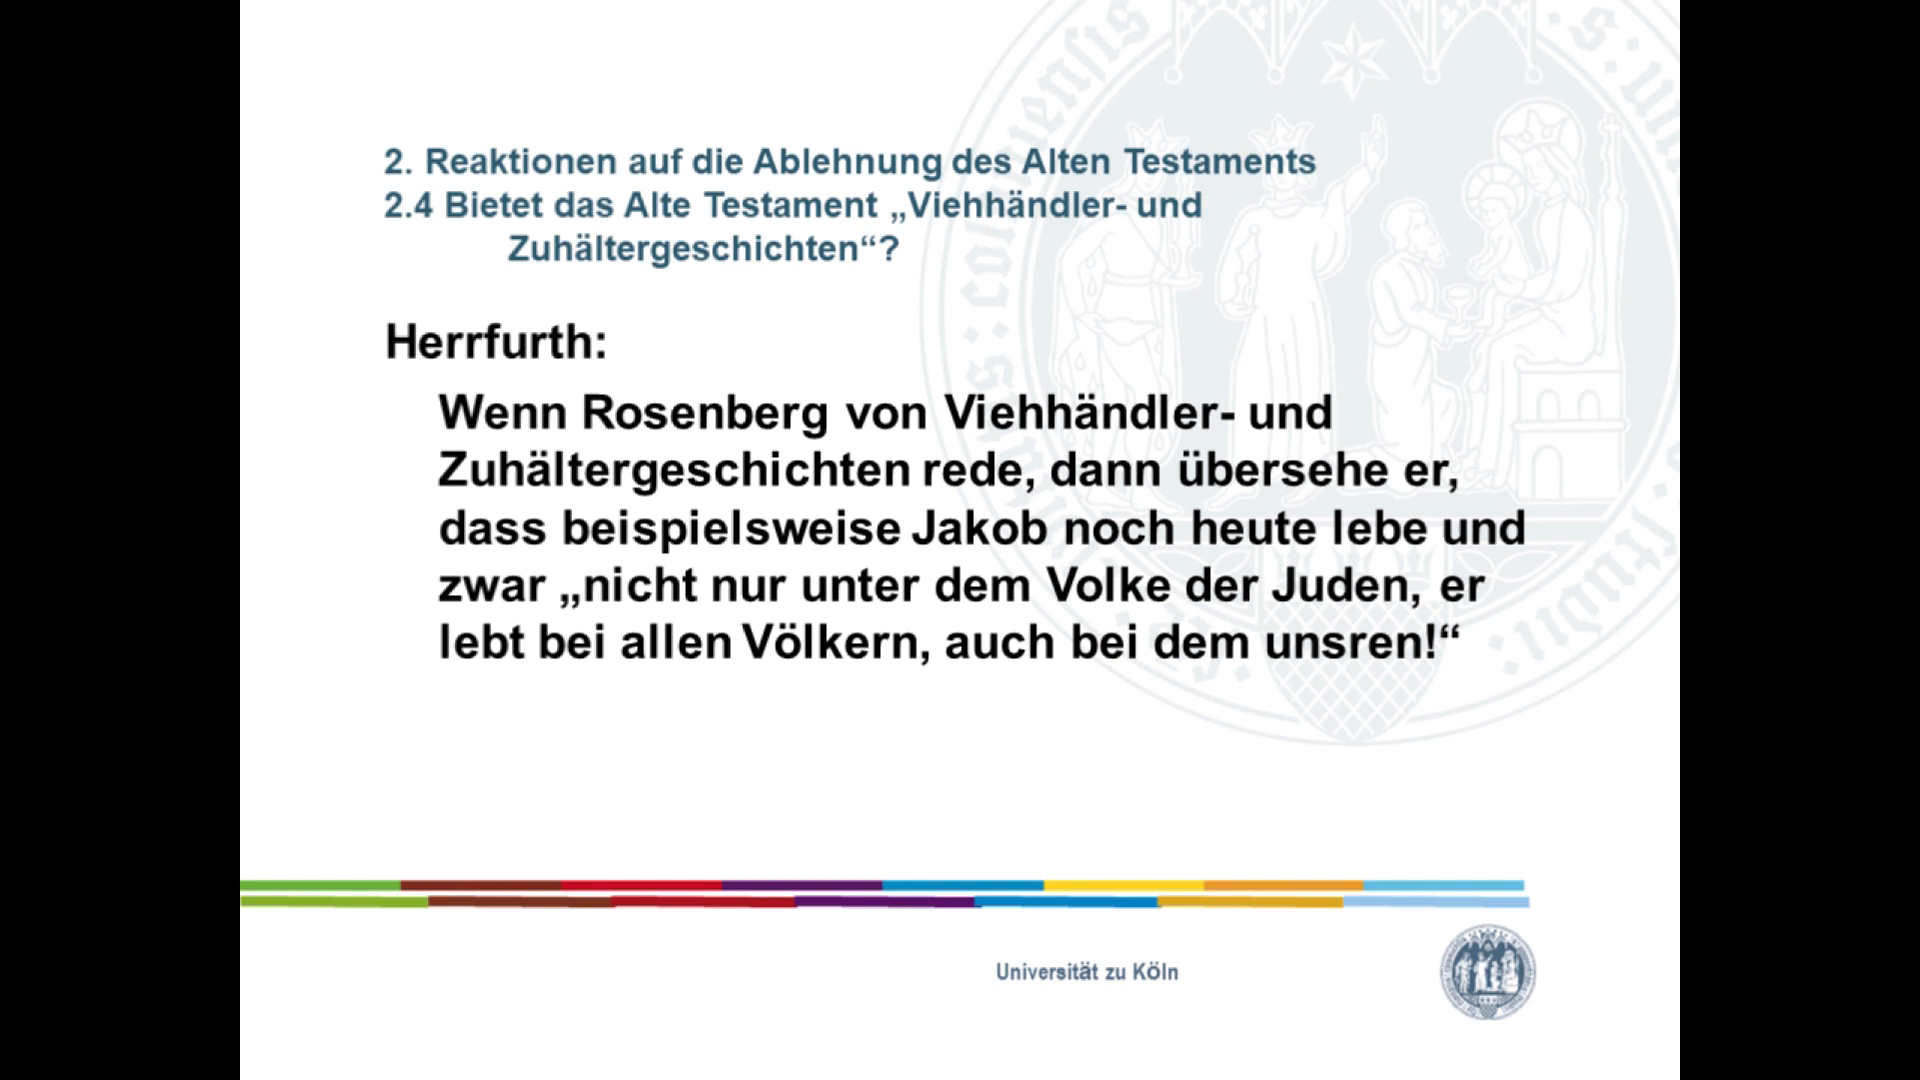 2. Reaktionen auf die Ablehnung des Alten Testaments
2.4 Bietet das Alte Testament „Viehhändler- und
Zuhältergeschichten“?
Herrfurth:
Wenn Rosenberg von Viehhändler- und
Zuhältergeschichten rede, dann übersehe er,
dass beispielsweise Jakob noch heute lebe und
zwar „nicht nur unter dem Volke der Juden, er
lebt bei allen Völkern, auch bei dem unsren!“
Universität zu Köln